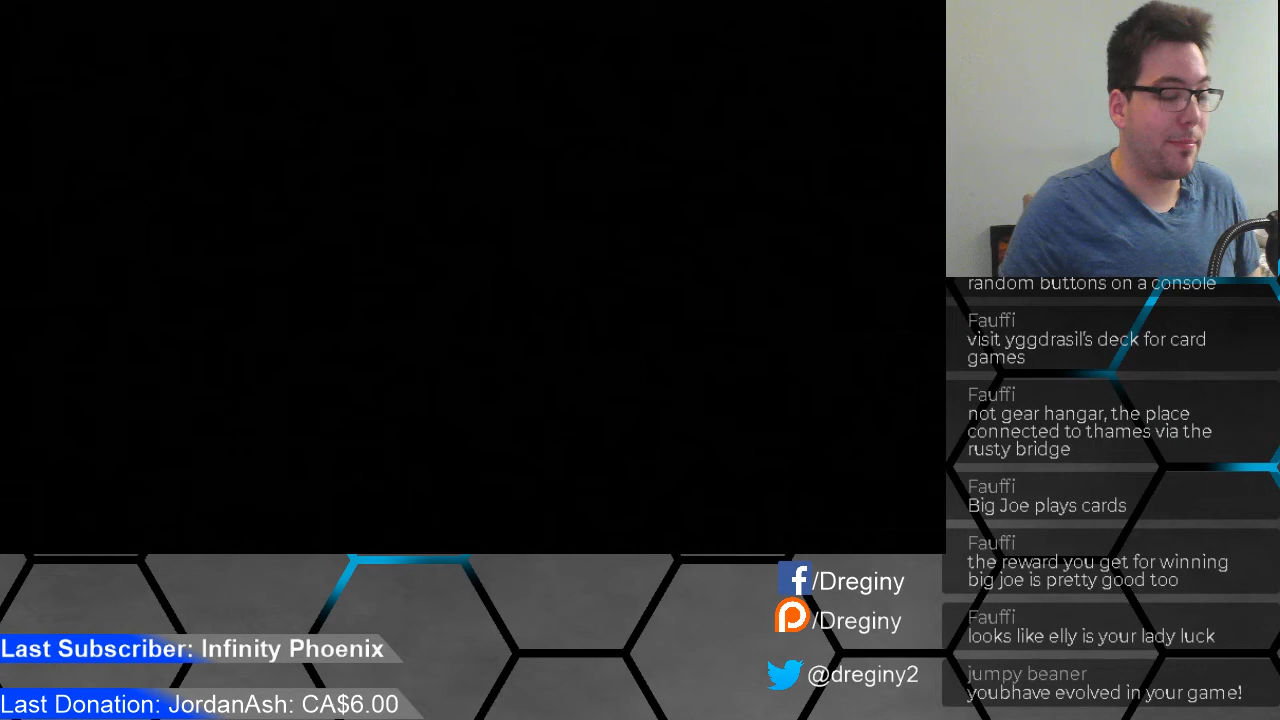 random buttons on a console
Fauffi
visit yggdrasil's deck for card
games
Fauffi
not gear hangar, the place
connected to thames via the
rusty bridge
Fauffi
Big Joe plays cards
Fauffi
the reward you get for winning
big joe is pretty good too
Fauffi
looks like elly is your lady luck
jumpy beaner
youbhave evolved in your game!
f/Dreginy
/Dreginy
@dreginy2
Last Subscriber: Infinity Phoenix
Last Donation: JordanAsh: CA$6.00